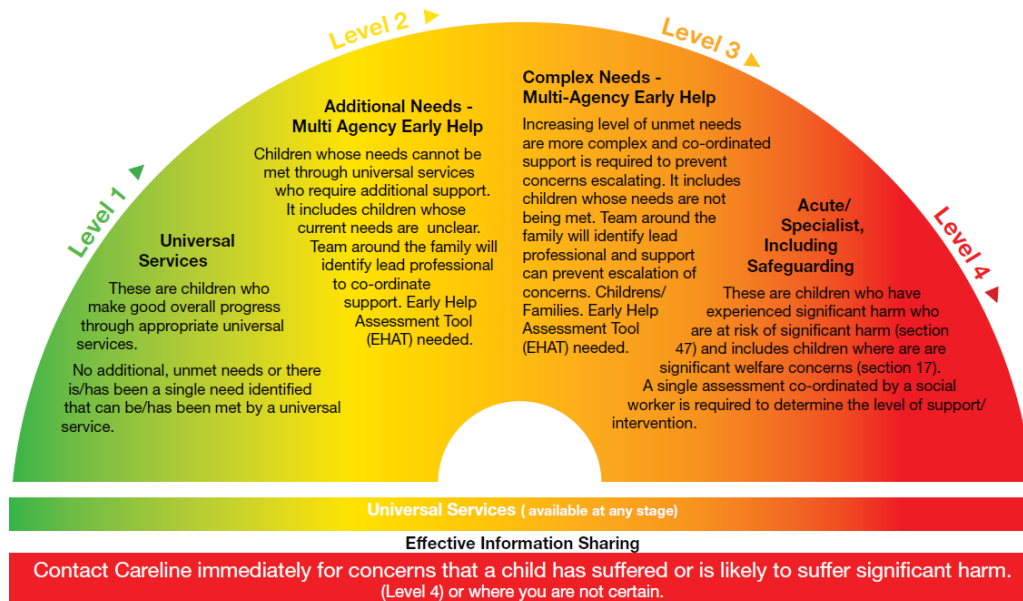 Level 1
Universal
Services
These are children who
make good overall progress
through appropriate universal
services.
No additional, unmet needs or there
is/has been a single need identified
that can be/has been met by a universal
service.
Level 2
Additional Needs -
Multi Agency Early Help
Children whose needs cannot be
met through universal services
who require additional support.
It includes children whose
current needs are unclear.
Team around the family will
identify lead professional
to co-ordinate
support. Early Help
Assessment Tool
(EHAT) needed.
Level 3
Complex Needs -
Multi-Agency Early Help
Increasing level of unmet needs
are more complex and co-ordinated
support is required to prevent
concerns escalating. It includes
children whose needs are not
being met. Team around the
family will identify lead
professional and support
can prevent escalation of
concerns. Childrens/
Families. Early Help
Assessment Tool
(EHAT) needed.
Level 4
Acute/
Specialist,
Including
Safeguarding
These are children who have
experienced significant harm who
are at risk of significant harm (section
47) and includes children where are are
significant welfare concerns (section 17).
A single assessment co-ordinated by a social
worker is required to determine the level of support/
intervention.
Universal Services ( available at any stage)
Effective Information Sharing
Contact Careline immediately for concerns that a child has suffered or is likely to suffer significant harm.
(Level 4) or where you are not certain.